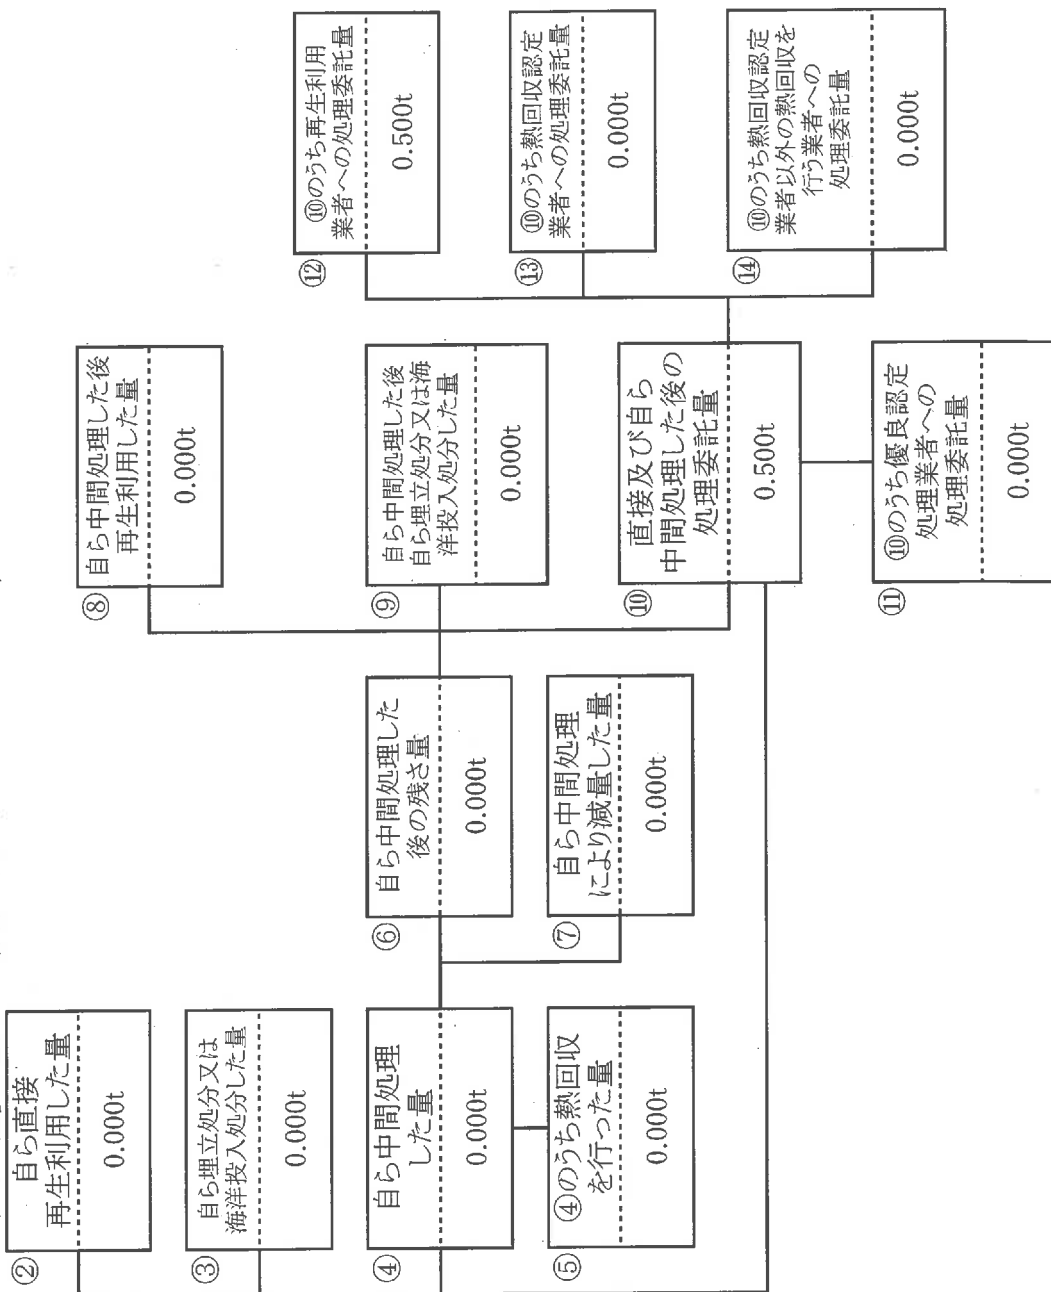 ②
自ら直接
再生利用した量
0.000t
③
自ら埋立処分又は
海洋投入処分した量
0.000t
④
自ら中間処理
した量
0.000t
⑤
④のうち熱回収
を行った量
0.000t
⑥
自ら中間処理した
後の残さ量
0.000t
⑦
自ら中間処理
により減量した量
0.000t
⑧
自ら中間処理した後
再生利用した量
0.000t
⑨
自ら中間処理した後
自ら埋立処分又は海
洋投入処分した量
0.000t
⑩
直接及び自ら
中間処理した後の
処理委託量
0.500t
⑪
⑩のうち優良認定
処理業者への
処理委託量
0.000t
⑫
⑩のうち再生利用
業者への処理委託量
0.500t
⑬
⑩のうち熱回収認定
業者への処理委託量
0.000t
⑭
⑩のうち熱回収認定
業者以外の熱回収を
行う業者への
処理委託量
0.000t